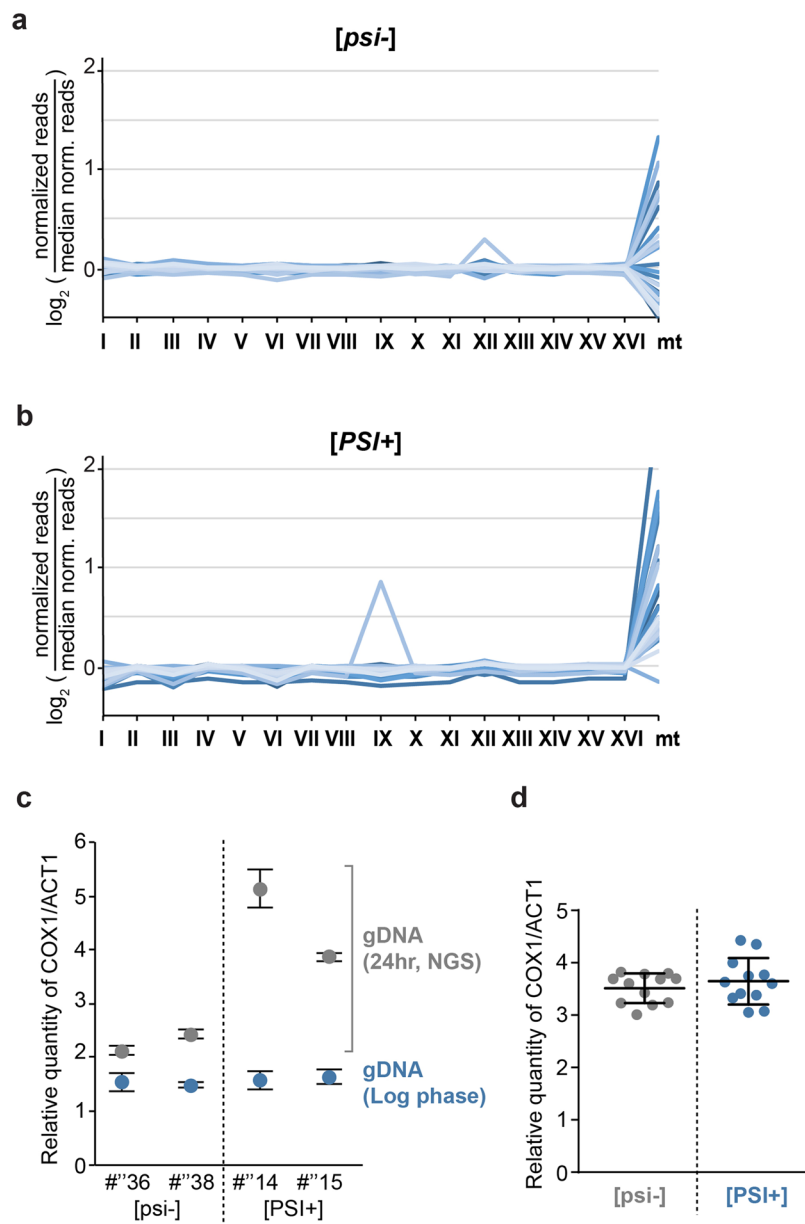 a
[psi-]
log2 ( normalized reads / median norm. reads )
2
1
0
I II III IV V VI VII VIII IX X XI XII XIII XIV XV XVI mt
b
[PSI+]
log2 ( normalized reads / median norm. reads )
2
1
0
I II III IV V VI VII VIII IX X XI XII XIII XIV XV XVI mt
c
Relative quantity of COX1/ACT1
6
5
4
3
2
1
0
gDNA
(24hr, NGS)
gDNA
(Log phase)
#"36 #"38 #"14 #"15
[psi-] [PSI+]
d
Relative quantity of COX1/ACT1
5
4
3
2
1
0
[psi-] [PSI+]